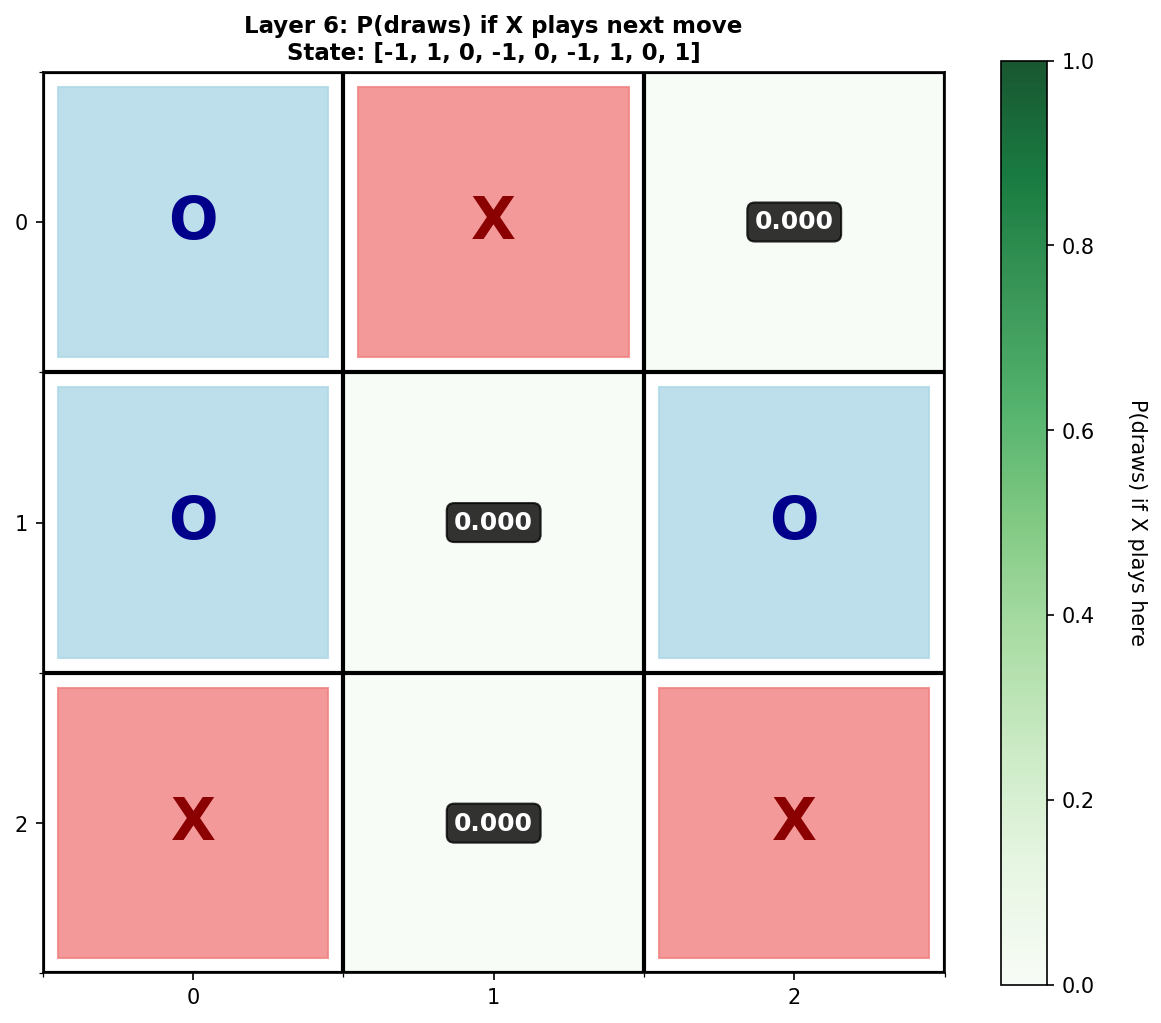 Layer 6: P(draws) if X plays next move
State: [-1, 1, 0, -1, 0, -1, 1, 0, 1]
0
O
X
0.000
1
O
0.000
O
2
X
0.000
X
0
1
2
1.0
0.8
0.6
0.4
0.2
0.0
P(draws) if X plays here